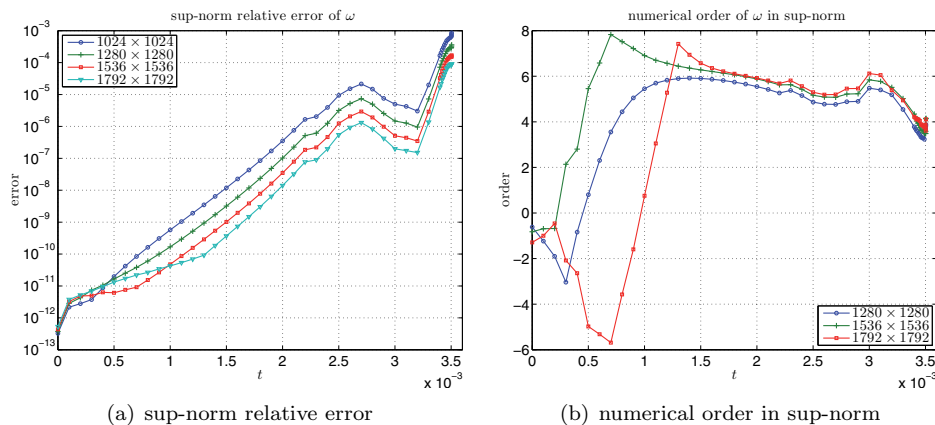 sup-norm relative error of ω
10⁻³
10⁻⁴
10⁻⁵
10⁻⁶
10⁻⁷
10⁻⁸
10⁻⁹
10⁻¹⁰
10⁻¹¹
10⁻¹²
10⁻¹³
error
1024 × 1024
1280 × 1280
1536 × 1536
1792 × 1792
0 0.5 1 1.5 2 2.5 3 3.5
t
x 10⁻³
(a) sup-norm relative error
numerical order of ω in sup-norm
8
6
4
2
0
−2
−4
−6
order
1280 × 1280
1536 × 1536
1792 × 1792
0 0.5 1 1.5 2 2.5 3 3.5
t
x 10⁻³
(b) numerical order in sup-norm